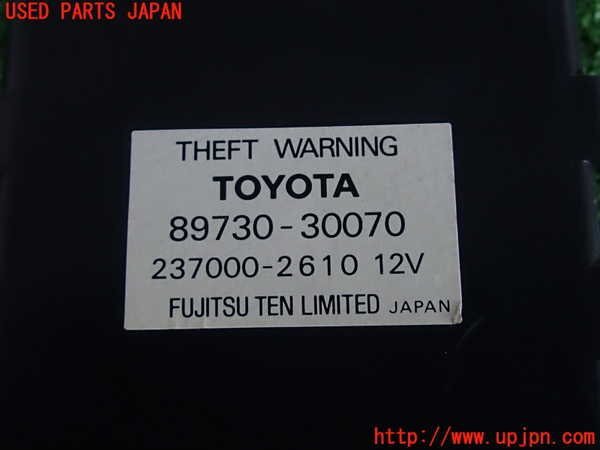 USED PARTS JAPAN
THEFT WARNING
TOYOTA
89730-30070
237000-2610 12V
FUJITSU TEN LIMITED JAPAN
http://www.upjpn.com